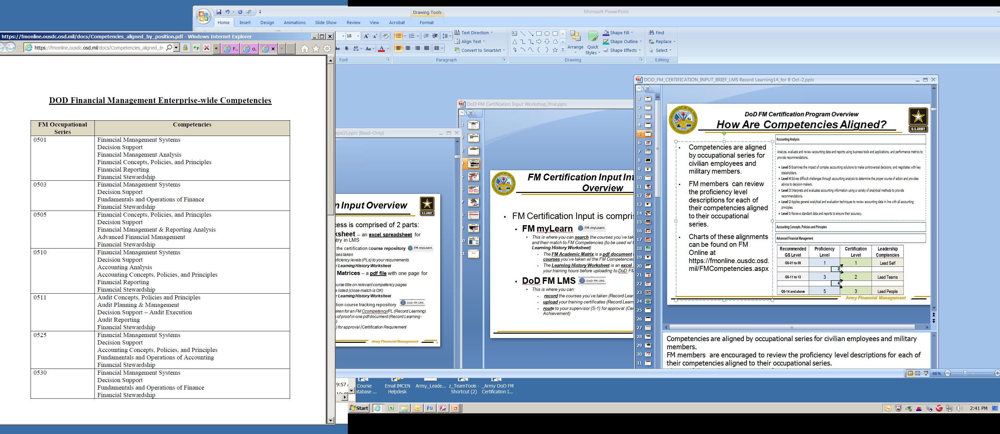 Drawing Tools
Microsoft PowerPoint
Home Insert Design Animations Slide Show Review View Acrobat Format
https://fmonline.ousdc.osd.mil/docs/Competencies_aligned_by_position.pdf - Windows Internet Explorer
https://fmonline.ousdc.osd.mil/docs/Competencies_aligned_by
« F.. o. x »
18
abc S AV Aa A
Font
Paragraph
Text Direction
Align Text
Convert to SmartArt
Arrange
Quick Styles
Shape Fill
Shape Outline
Shape Effects
Drawing
Find
Replace
Select
Editing
DOD Financial Management Enterprise-wide Competencies
FM Occupational Series
Competencies
0501
Financial Management Systems
Decision Support
Financial Management Analysis
Financial Concepts, Policies, and Principles
Financial Reporting
Financial Stewardship
0503
Financial Management Systems
Decision Support
Fundamentals and Operations of Finance
Financial Stewardship
0505
Financial Concepts, Policies, and Principles
Decision Support
Financial Management & Reporting Analysis
Advanced Financial Management
Financial Stewardship
0510
Financial Management Systems
Decision Support
Accounting Analysis
Accounting Concepts, Policies, and Principles
Financial Reporting
Financial Stewardship
0511
Audit Concepts, Policies and Principles
Audit Planning & Management
Decision Support – Audit Execution
Audit Reporting
Financial Stewardship
0525
Financial Management Systems
Decision Support
Accounting Concepts, Policies, and Principles
Fundamentals and Operations of Accounting
Financial Stewardship
0530
Financial Management Systems
Decision Support
Fundamentals and Operations of Finance
Financial Stewardship
eps(2).pptx [Read-Only]
n Input Overview
U.S.ARMY
cess is comprised of 2 parts:
ksheet – an excel spreadsheet for
ntry in LMS
the certification course repository FM myLearn
rses taken
oficiency levels (PLs) to your requirements
r Learning History Worksheet
Matrices – a pdf file with one page for
urse title on relevant competency pages
e listed (close match is OK)
r Learning History Worksheet
tion course tracking repository DoD FM LMS
aken for an FM Ccompetency/PL (Record Learning)
s of proof in one pdf document (Record Learning-
)
) for approval (Certification Requirement
Army Financial Management
4
DoD FM Certification Input Workshop_final.pptx
FM Certification Input Int
Overview
• FM Certification Input is compri
• FM myLearn FM myLearn
• This is where you can search the courses you've tak
and their match to FM Competencies (to be used w/ t
Learning History Worksheet)
- The FM Academic Matrix is a pdf document
courses you've taken w/ the FM Competencies
- The Learning History Worksheet is an excel
your training hours before uploading to DoD FM
• DoD FM LMS DoD FM LMS
• This is where you can:
- record the courses you've taken (Record Lear
- upload your training certificates (Record Learn
- route to your supervisor (S-1) for approval (Cer
Achievement)
DOD_FM_CERTIFICATION_INPUT_BRIEF_LMS Record Learning14_for 8 Oct-2.pptx
1
2
3
4
5
6
7
8
9
10
11
12
13
14
15
16
17
18
19
20
21
22
23
24
25
26
27
28
29
30
31
DoD FM Certification Program Overview
How Are Competencies Aligned?
U.S.ARMY
• Competencies are aligned
by occupational series for
civilian employees and
military members.
• FM members can review
the proficiency level
descriptions for each of
their competencies aligned
to their occupational
series.
• Charts of these alignments
can be found on FM
Online at
https://fmonline.ousdc.osd.
mil/FMCompetencies.aspx
Accounting Analysis
Analyze, evaluate and review accounting data and reports using business tools and applications, and performance metrics to
provide recommendations.
• Level 5 Examines the impact of complex accounting solutions to make controversial decisions, and negotiates with key
stakeholders.
• Level 4 Solves difficult challenges through accounting analysis to determine the proper course of action and provides
advice to decision-makers.
• Level 3 Interprets and evaluates accounting information using a variety of analytical methods to provide
recommendations.
• Level 2 Applies general analytical and evaluation techniques to review accounting data in line with all accounting
principles.
• Level 1 Reviews standard data and reports to ensure their accuracy.
Accounting Concepts, Policies and Principles
Advanced Financial Management
Recommended GS Level Proficiency Level Certification Level Leadership Comptencies
GS-01 to 09 1 1 Lead Self
2
GS-11 to 13 3 2 Lead Teams
4
GS-14 and above 5 3 Lead People
Army Financial Management
Competencies are aligned by occupational series for civilian employees and military
members.
FM members are encouraged to review the proficiency level descriptions for each of
their competencies aligned to their occupational series.
66%
9:57
10:48
Course
atabase ...
Email IMCEN
Helpdesk
Army_Leade...
z_TeamTools -
Shortcut (2)
_Army DoD FM
Certification I...
Start
2:41 PM